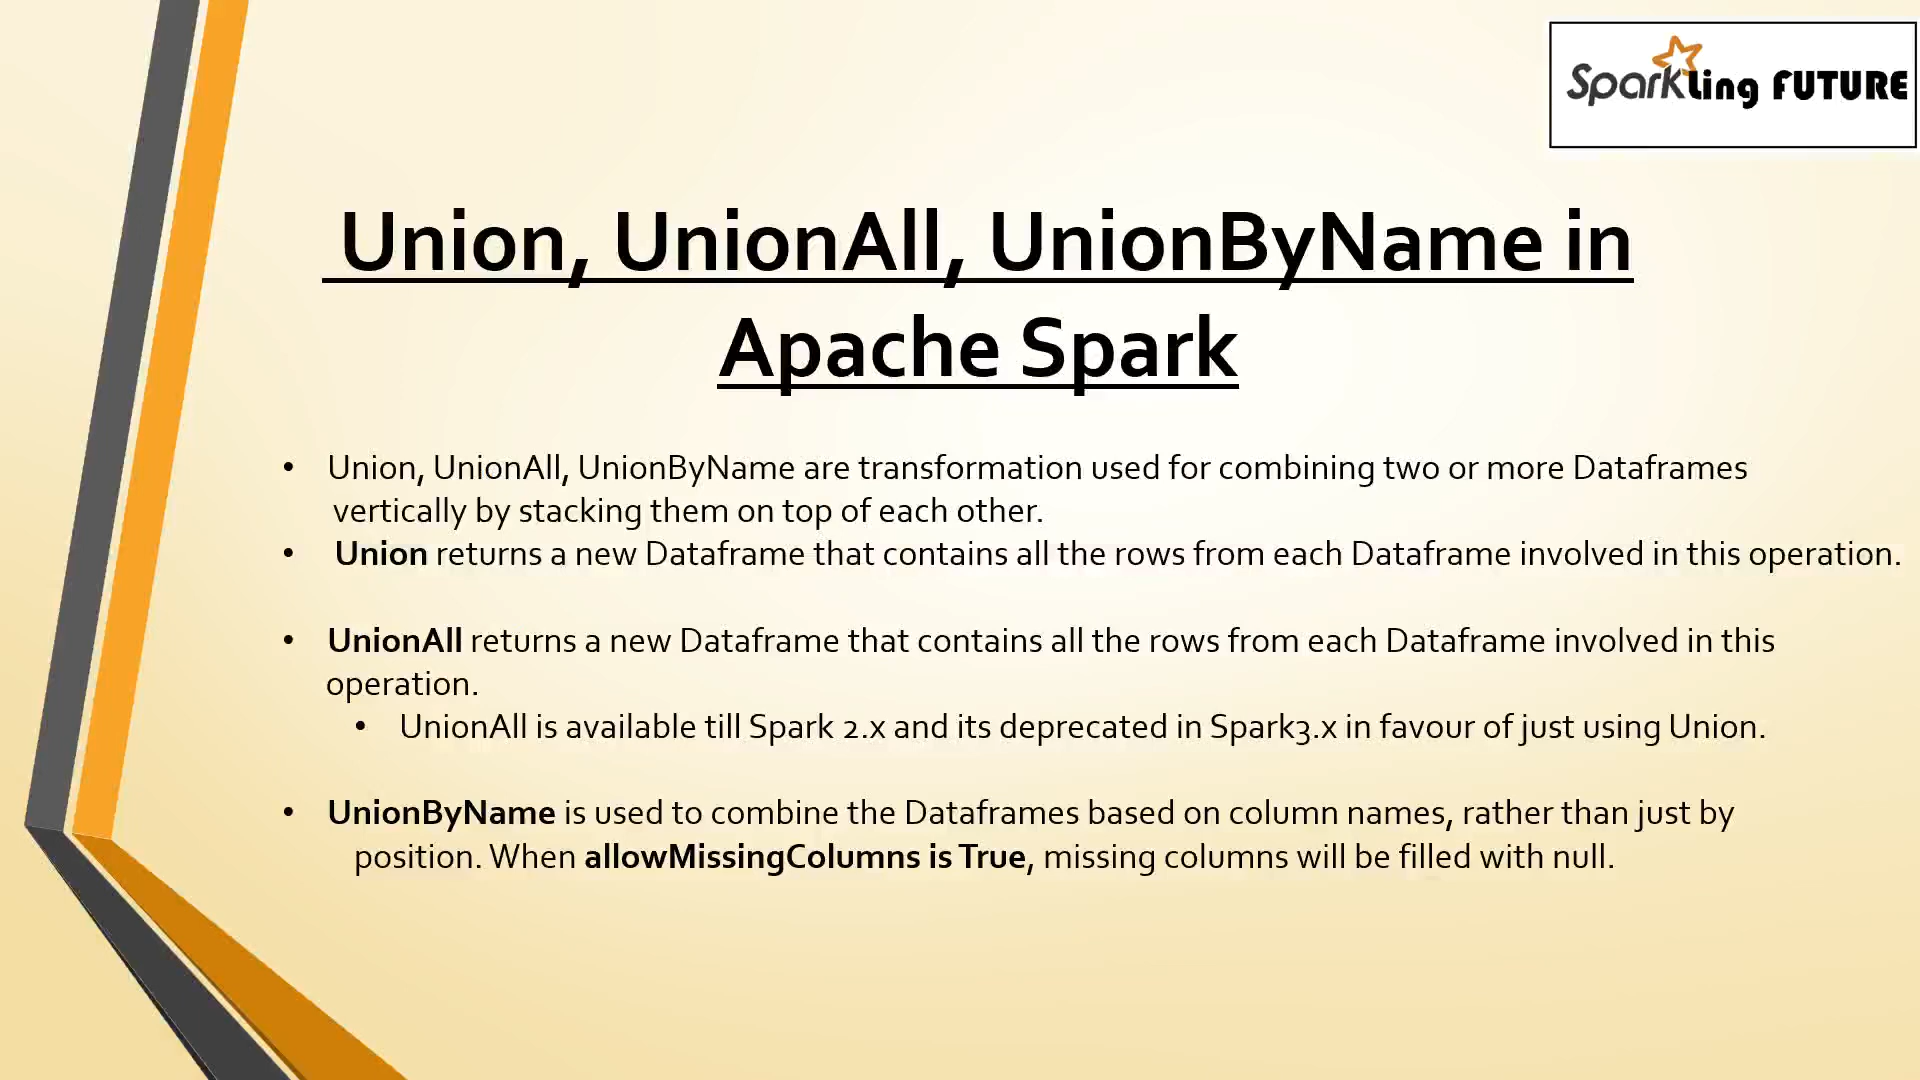 Sparkling FUTURE
Union, UnionAll, UnionByName in
Apache Spark
• Union, UnionAll, UnionByName are transformation used for combining two or more Dataframes
vertically by stacking them on top of each other.
• Union returns a new Dataframe that contains all the rows from each Dataframe involved in this operation.
• UnionAll returns a new Dataframe that contains all the rows from each Dataframe involved in this
operation.
• UnionAll is available till Spark 2.x and its deprecated in Spark3.x in favour of just using Union.
• UnionByName is used to combine the Dataframes based on column names, rather than just by
position. When allowMissingColumns is True, missing columns will be filled with null.